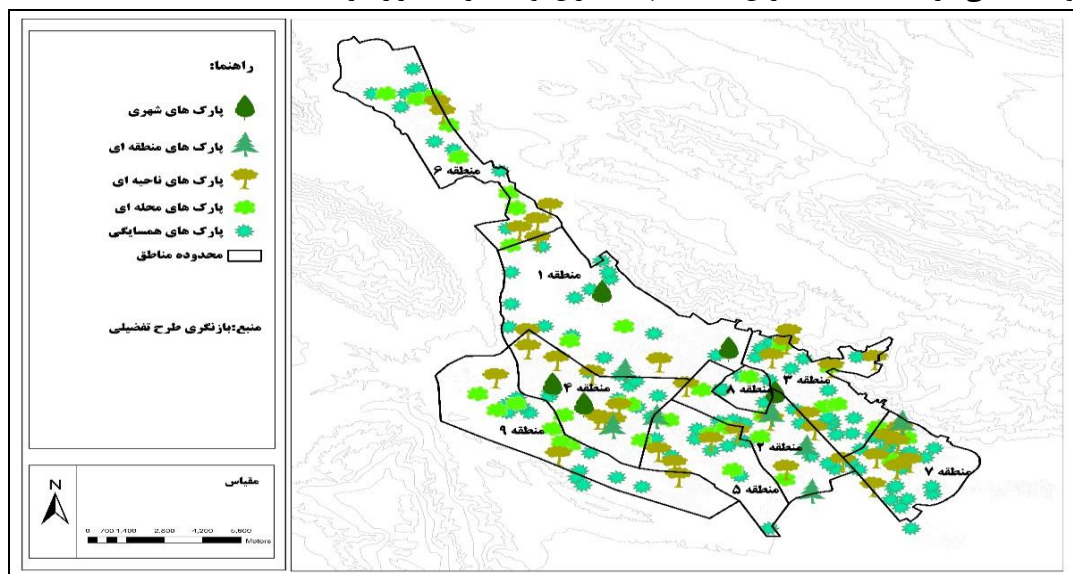 راهنما:
پارک های شهری
پارک های منطقه ای
پارک های ناحیه ای
پارک های محله ای
پارک های همسایگی
محدوده مناطق
منبع:بازنگری طرح تفضیلی
مقیاس
N
0 700 1,400 2,800 4,200 5,600
Motors
منطقه ۶
منطقه ۱
منطقه ۳
منطقه ۸
منطقه ۴
منطقه ۹
منطقه ۲
منطقه ۷
منطقه ۵